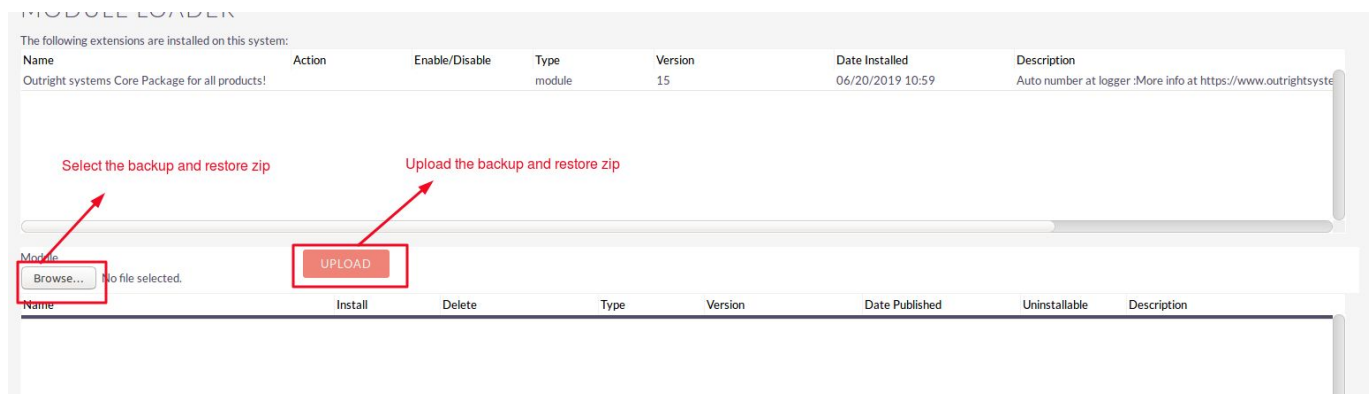 MODULE LOADER
The following extensions are installed on this system:
Name Action Enable/Disable Type Version Date Installed Description
Outright systems Core Package for all products! module 15 06/20/2019 10:59 Auto number at logger :More info at https://www.outrightsyste
Select the backup and restore zip Upload the backup and restore zip
Module
UPLOAD
Browse... No file selected.
Name Install Delete Type Version Date Published Uninstallable Description